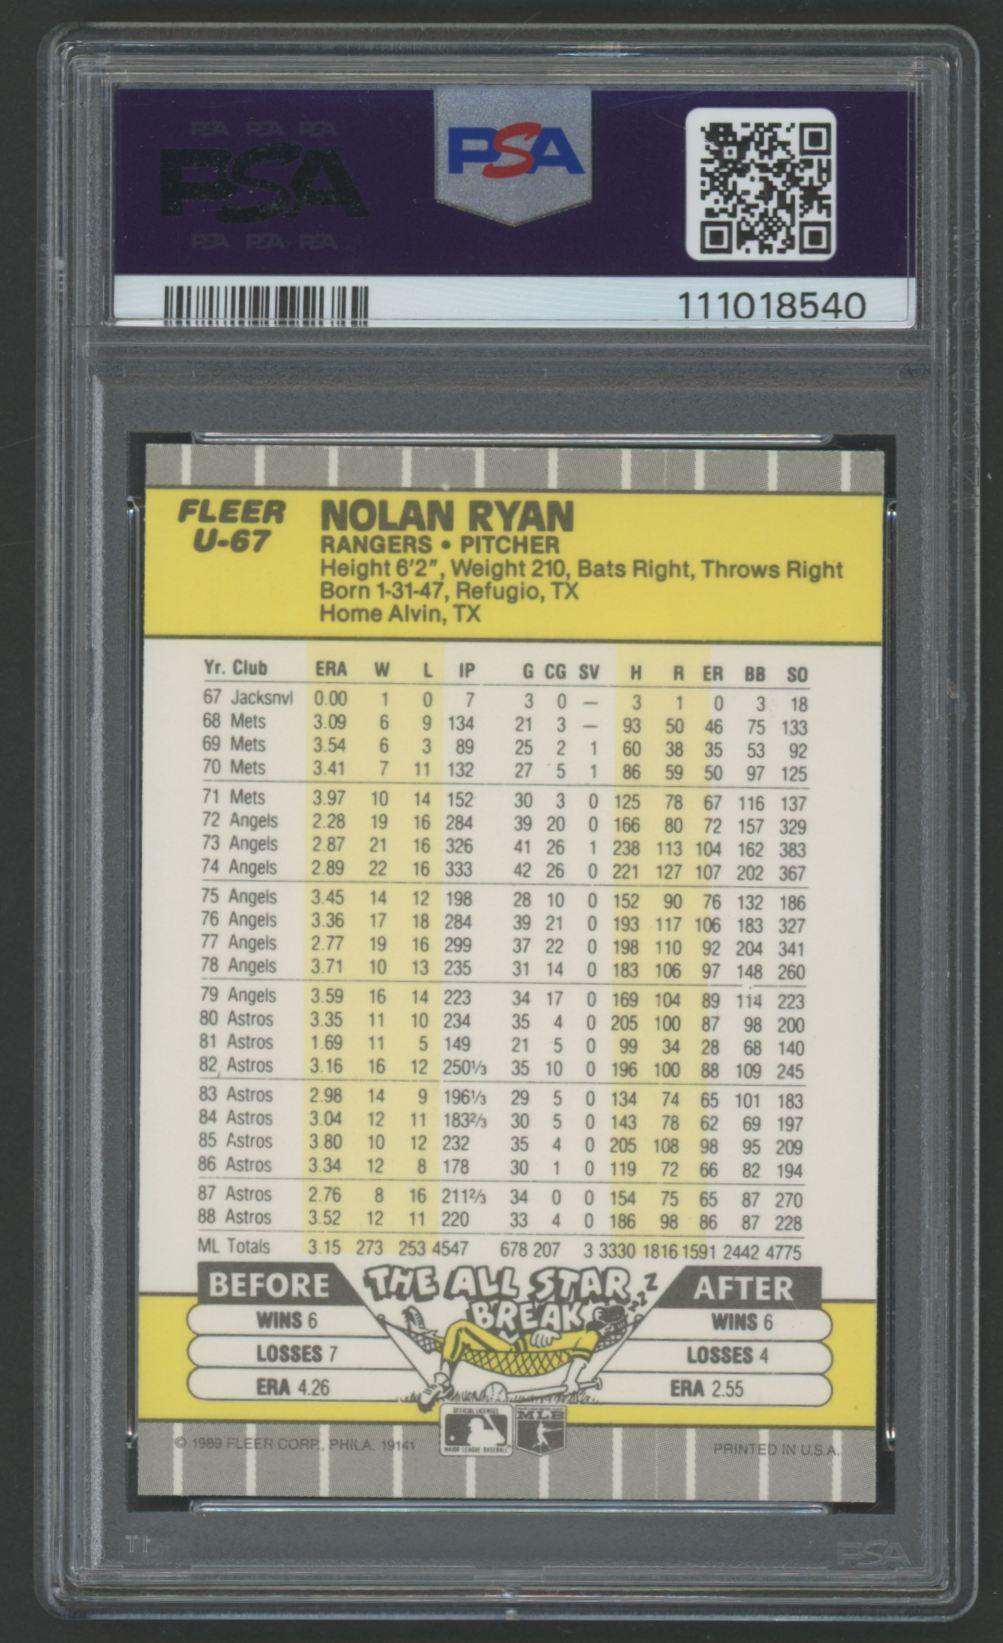 PSA PSA PSA
PSA
PSA PSA PSA
PSA
111018540
FLEER
U-67
NOLAN RYAN
RANGERS • PITCHER
Height 6'2", Weight 210, Bats Right, Throws Right
Born 1-31-47, Refugio, TX
Home Alvin, TX
Yr. Club ERA W L IP G CG SV H R ER BB SO
67 Jacksnvl 0.00 1 0 7 3 0 — 3 1 0 3 18
68 Mets 3.09 6 9 134 21 3 — 93 50 46 75 133
69 Mets 3.54 6 3 89 25 2 1 60 38 35 53 92
70 Mets 3.41 7 11 132 27 5 1 86 59 50 97 125
71 Mets 3.97 10 14 152 30 3 0 125 78 67 116 137
72 Angels 2.28 19 16 284 39 20 0 166 80 72 157 329
73 Angels 2.87 21 16 326 41 26 1 238 113 104 162 383
74 Angels 2.89 22 16 333 42 26 0 221 127 107 202 367
75 Angels 3.45 14 12 198 28 10 0 152 90 76 132 186
76 Angels 3.36 17 18 284 39 21 0 193 117 106 183 327
77 Angels 2.77 19 16 299 37 22 0 198 110 92 204 341
78 Angels 3.71 10 13 235 31 14 0 183 106 97 148 260
79 Angels 3.59 16 14 223 34 17 0 169 104 89 114 223
80 Astros 3.35 11 10 234 35 4 0 205 100 87 98 200
81 Astros 1.69 11 5 149 21 5 0 99 34 28 68 140
82 Astros 3.16 16 12 250⅓ 35 10 0 196 100 88 109 245
83 Astros 2.98 14 9 196⅓ 29 5 0 134 74 65 101 183
84 Astros 3.04 12 11 183⅔ 30 5 0 143 78 62 69 197
85 Astros 3.80 10 12 232 35 4 0 205 108 98 95 209
86 Astros 3.34 12 8 178 30 1 0 119 72 66 82 194
87 Astros 2.76 8 16 211⅔ 34 0 0 154 75 65 87 270
88 Astros 3.52 12 11 220 33 4 0 186 98 86 87 228
ML Totals 3.15 273 253 4547 678 207 3 3330 1816 1591 2442 4775
BEFORE THE ALL STAR BREAK ZZZ AFTER
WINS 6 WINS 6
LOSSES 7 LOSSES 4
ERA 4.26 ERA 2.55
OFFICIAL LICENSEE
MAJOR LEAGUE BASEBALL
MLB
© 1989 FLEER CORP., PHILA. 19141
PRINTED IN U.S.A.
PSA